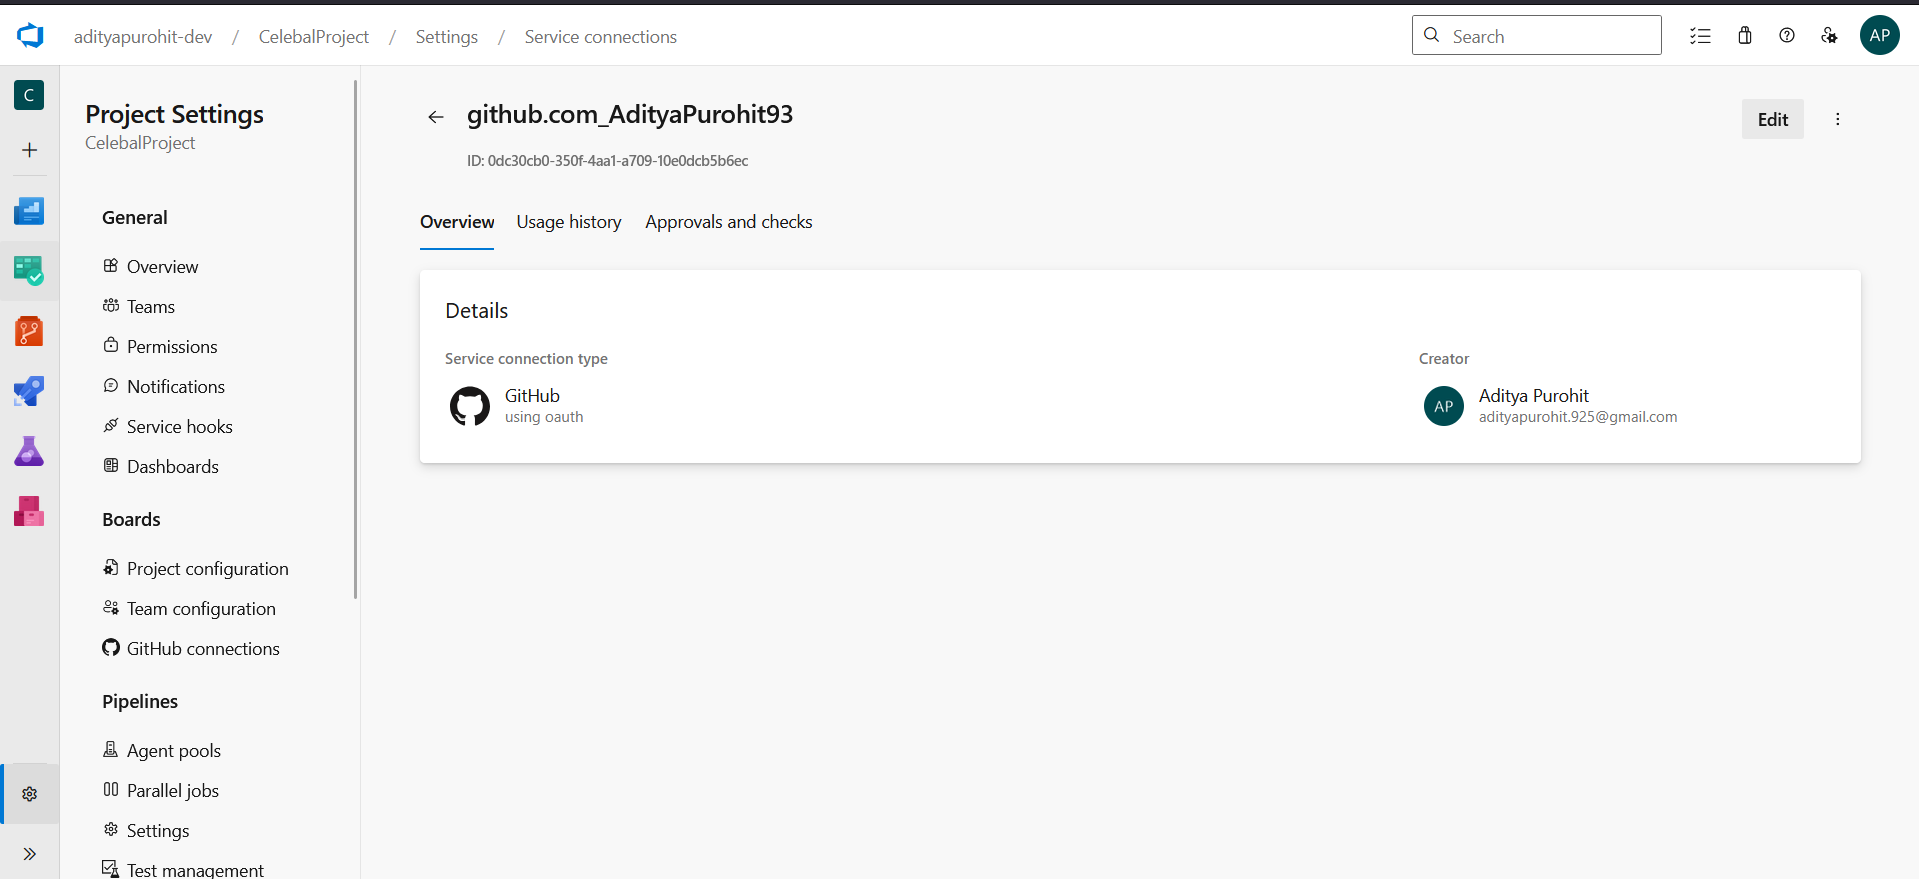 adityapurohit-dev / CelebalProject / Settings / Service connections
Search
AP
C
Project Settings
CelebalProject
General
Overview
Teams
Permissions
Notifications
Service hooks
Dashboards
Boards
Project configuration
Team configuration
GitHub connections
Pipelines
Agent pools
Parallel jobs
Settings
Test management
github.com_AdityaPurohit93
Edit
ID: 0dc30cb0-350f-4aa1-a709-10e0dcb5b6ec
Overview Usage history Approvals and checks
Details
Service connection type
GitHub
using oauth
Creator
AP
Aditya Purohit
adityapurohit.925@gmail.com